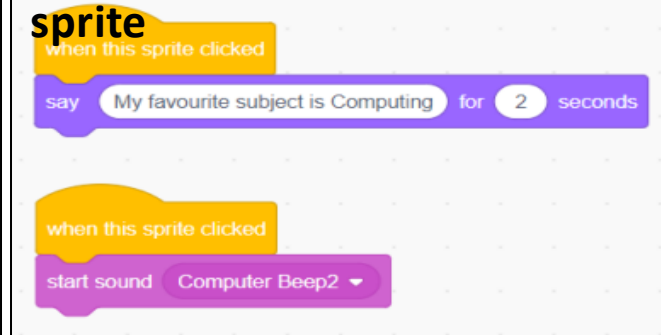 sprite
when this sprite clicked
say My favourite subject is Computing for 2 seconds
when this sprite clicked
start sound Computer Beep2